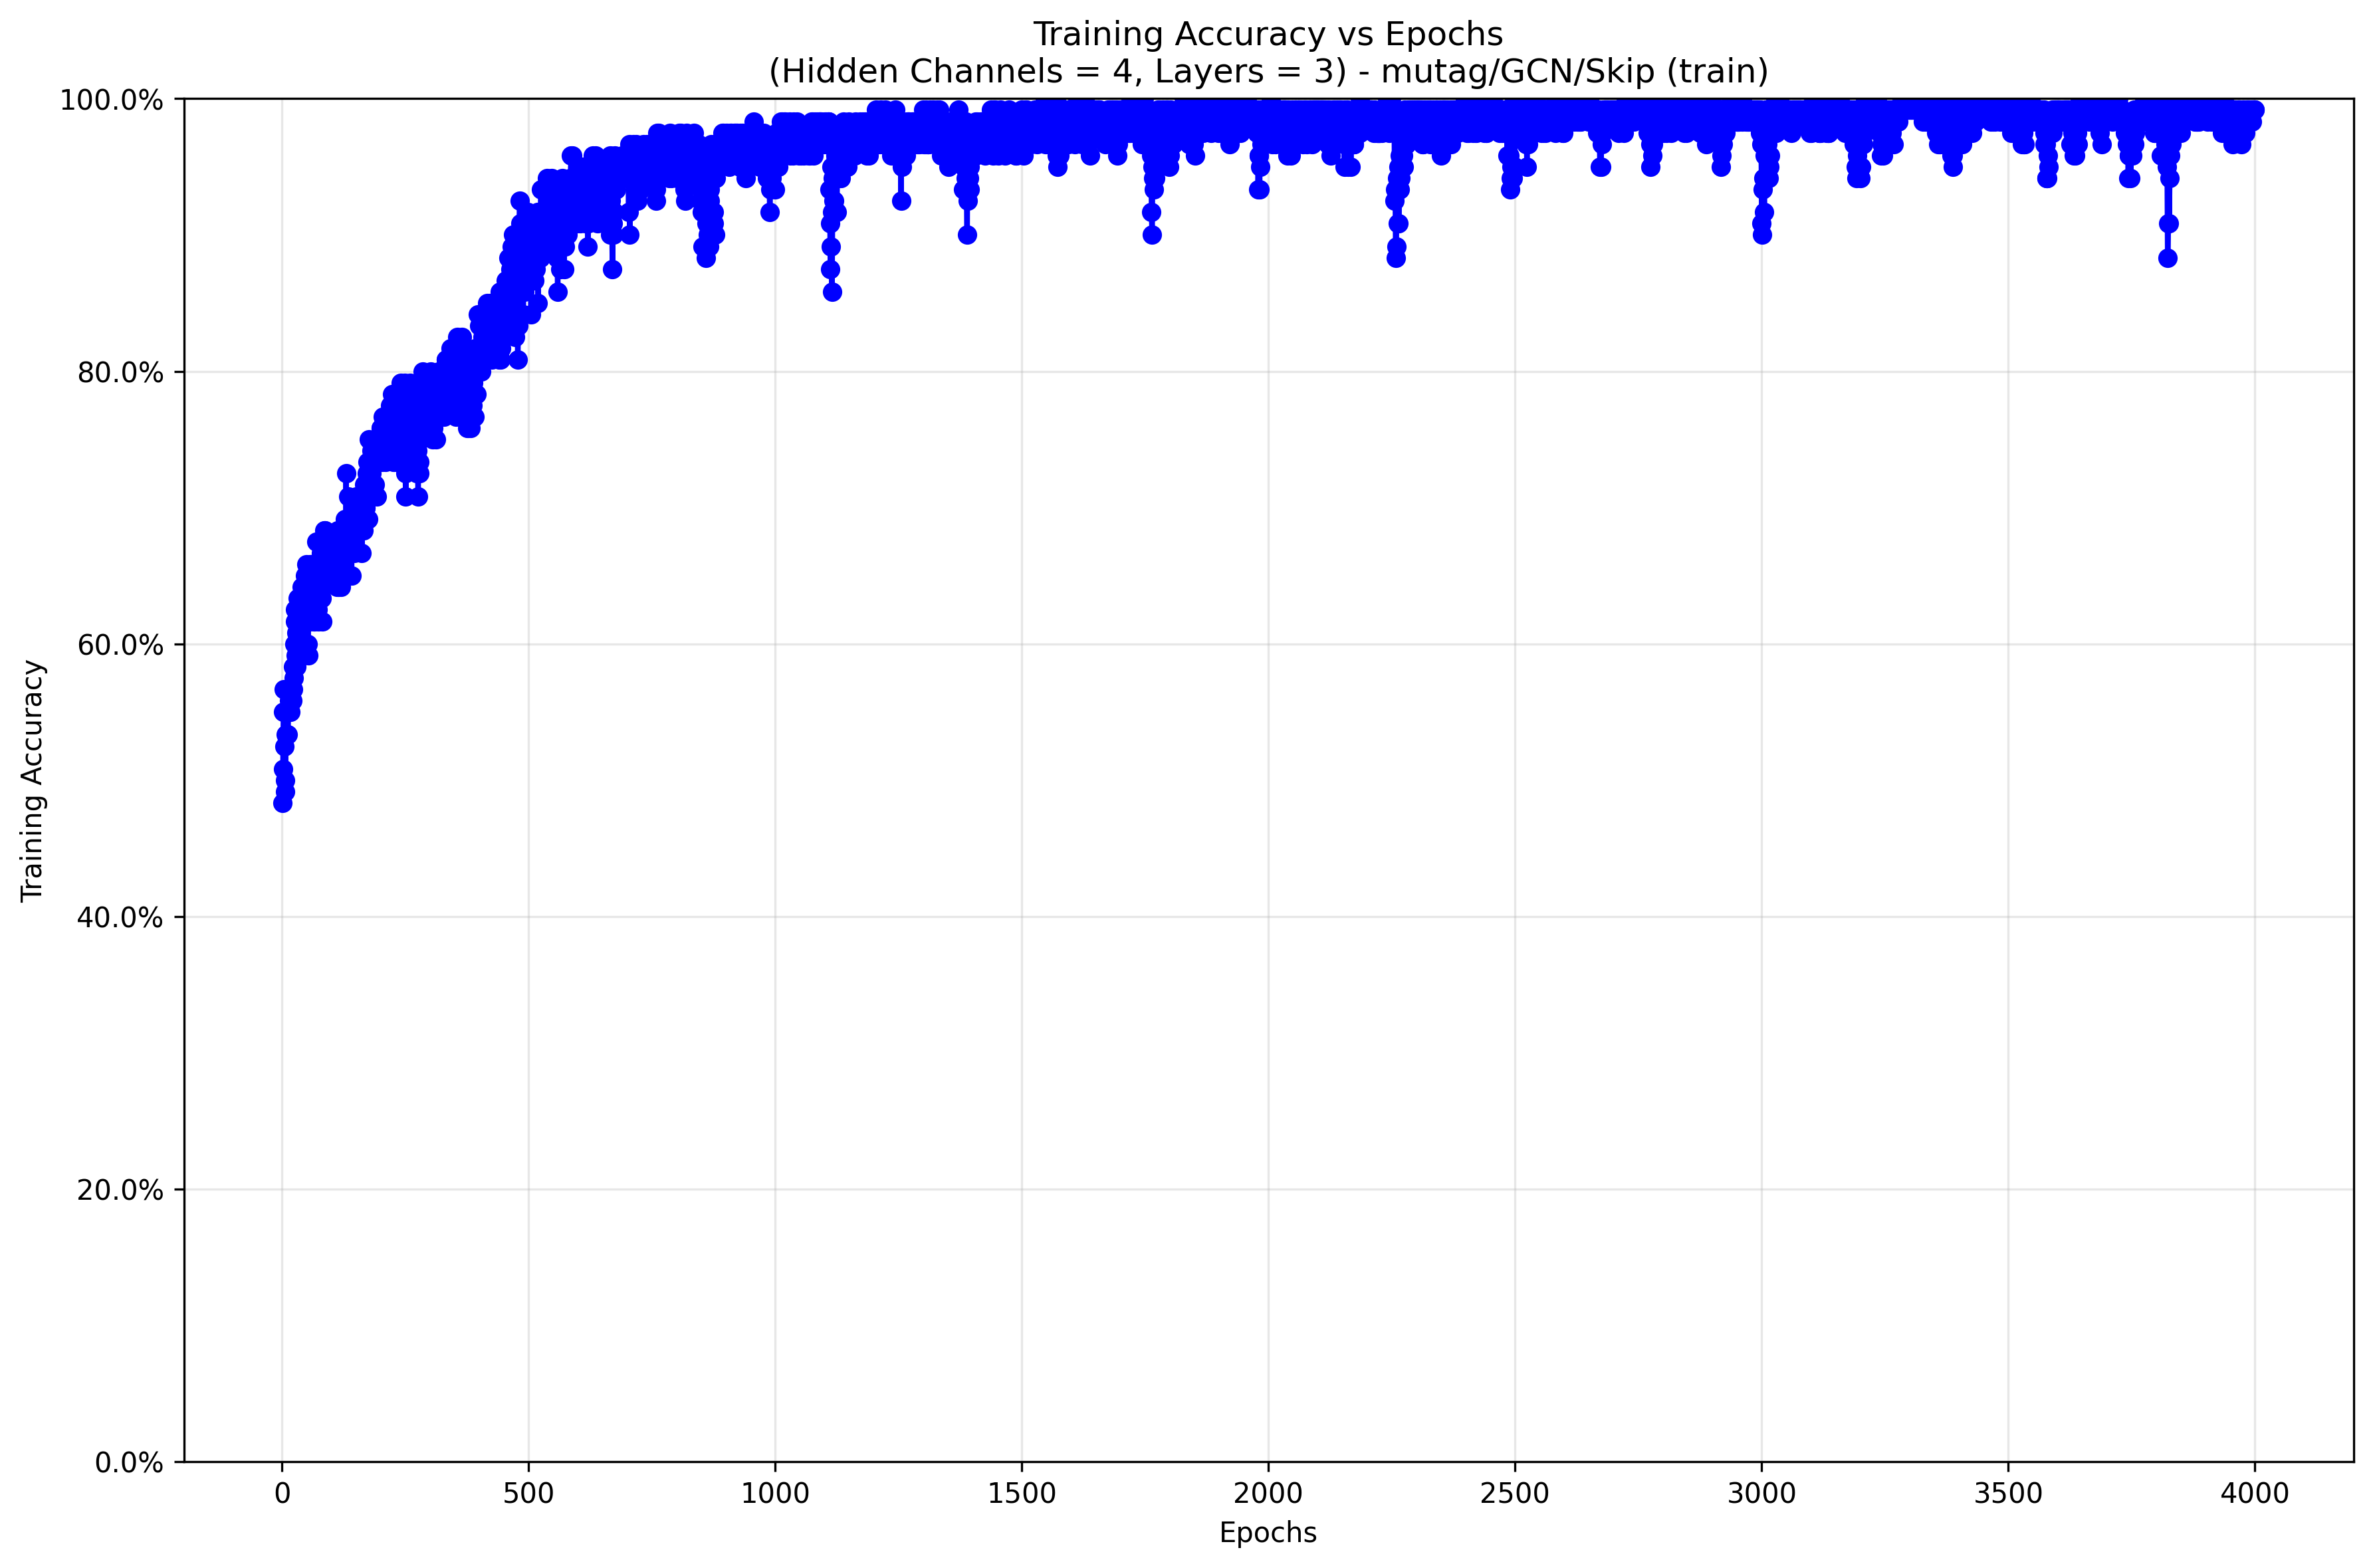 Training Accuracy vs Epochs
(Hidden Channels = 4, Layers = 3) - mutag/GCN/Skip (train)
100.0%
80.0%
60.0%
40.0%
20.0%
0.0%
Training Accuracy
0 500 1000 1500 2000 2500 3000 3500 4000
Epochs